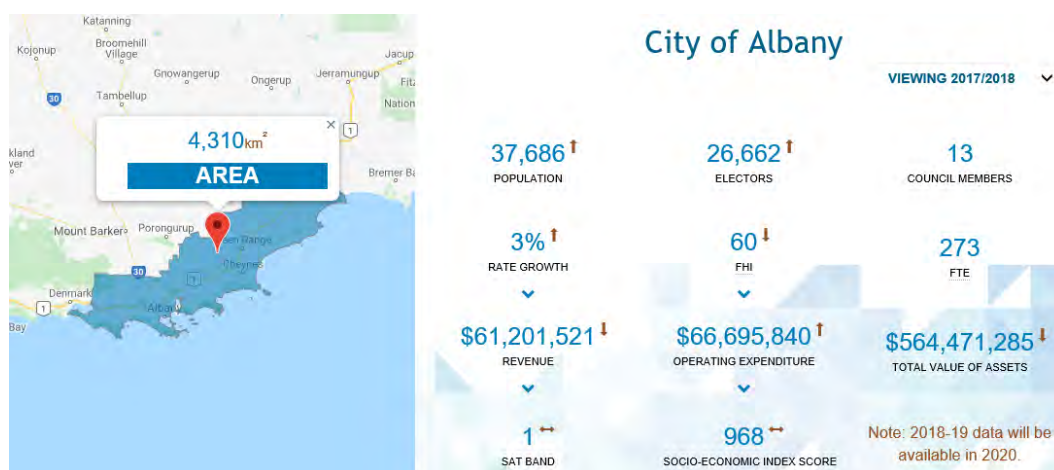 Katanning
Kojonup
Broomehill
Village
Jacup
Gnowangerup
Ongerup
Jerramungup
Fitz
30
Tambellup
Nation
4,310km²
×
1
AREA
kland
ver
Bremer Ba
Mount Barker
Porongurup
een Range
Cheynes
30
1
Denmark
1
Albany
Bay
City of Albany
VIEWING 2017/2018
37,686
POPULATION
26,662
ELECTORS
13
COUNCIL MEMBERS
3%
RATE GROWTH
60
FHI
273
FTE
$61,201,521
REVENUE
$66,695,840
OPERATING EXPENDITURE
$564,471,285
TOTAL VALUE OF ASSETS
1
SAT BAND
968
SOCIO-ECONOMIC INDEX SCORE
Note: 2018-19 data will be
available in 2020.